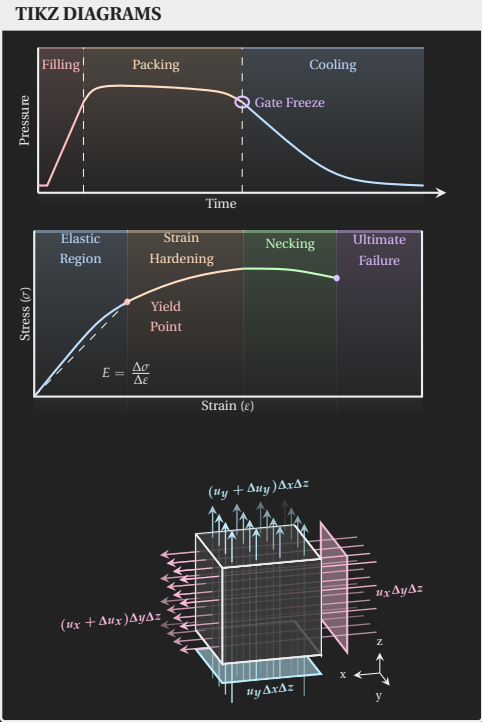 TIKZ DIAGRAMS
Filling
Packing
Cooling
Gate Freeze
Pressure
Time
Elastic
Region
Strain
Hardening
Necking
Ultimate
Failure
Yield
Point
Stress (σ)
E = Δσ/Δε
Strain (ε)
(u_y + Δu_y)ΔxΔz
u_xΔyΔz
(u_x + Δu_x)ΔyΔz
u_yΔxΔz
z
x
y